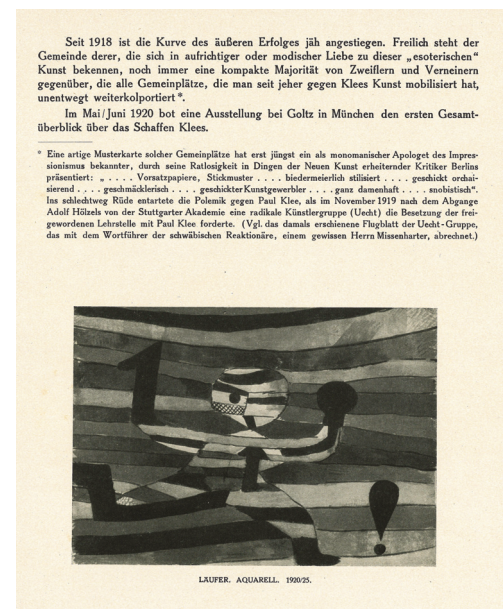 Seit 1918 ist die Kurve des äußeren Erfolges jäh angestiegen. Freilich steht der
Gemeinde derer, die sich in aufrichtiger oder modischer Liebe zu dieser „esoterischen“
Kunst bekennen, noch immer eine kompakte Majorität von Zweiflern und Verneinern
gegenüber, die alle Gemeinplätze, die man seit jeher gegen Klees Kunst mobilisiert hat,
unentwegt weiterkolportiert*.
Im Mai/Juni 1920 bot eine Ausstellung bei Goltz in München den ersten Gesamt-
überblick über das Schaffen Klees.
* Eine artige Musterkarte solcher Gemeinplätze hat erst jüngst ein als monomanischer Apologet des Impres-
sionismus bekannter, durch seine Ratlosigkeit in Dingen der Neuen Kunst erheiternder Kritiker Berlins
präsentiert: „ . . . . Vorsatzpapiere, Stickmuster . . . . biedermeierlich stilisiert . . . . geschickt orchai-
sierend . . . . geschmäcklerisch . . . . geschickter Kunstgewerbler . . . . ganz damenhaft . . . . snobistisch“.
Ins schlechtweg Rüde entartete die Polemik gegen Paul Klee, als im November 1919 nach dem Abgange
Adolf Hölzels von der Stuttgarter Akademie eine radikale Künstlergruppe (Uecht) die Besetzung der frei-
gewordenen Lehrstelle mit Paul Klee forderte. (Vgl. das damals erschienene Flugblatt der Uecht-Gruppe,
das mit dem Wortführer der schwäbischen Reaktionäre, einem gewissen Herrn Missenharter, abrechnet.)
LÄUFER. AQUARELL. 1920/25.